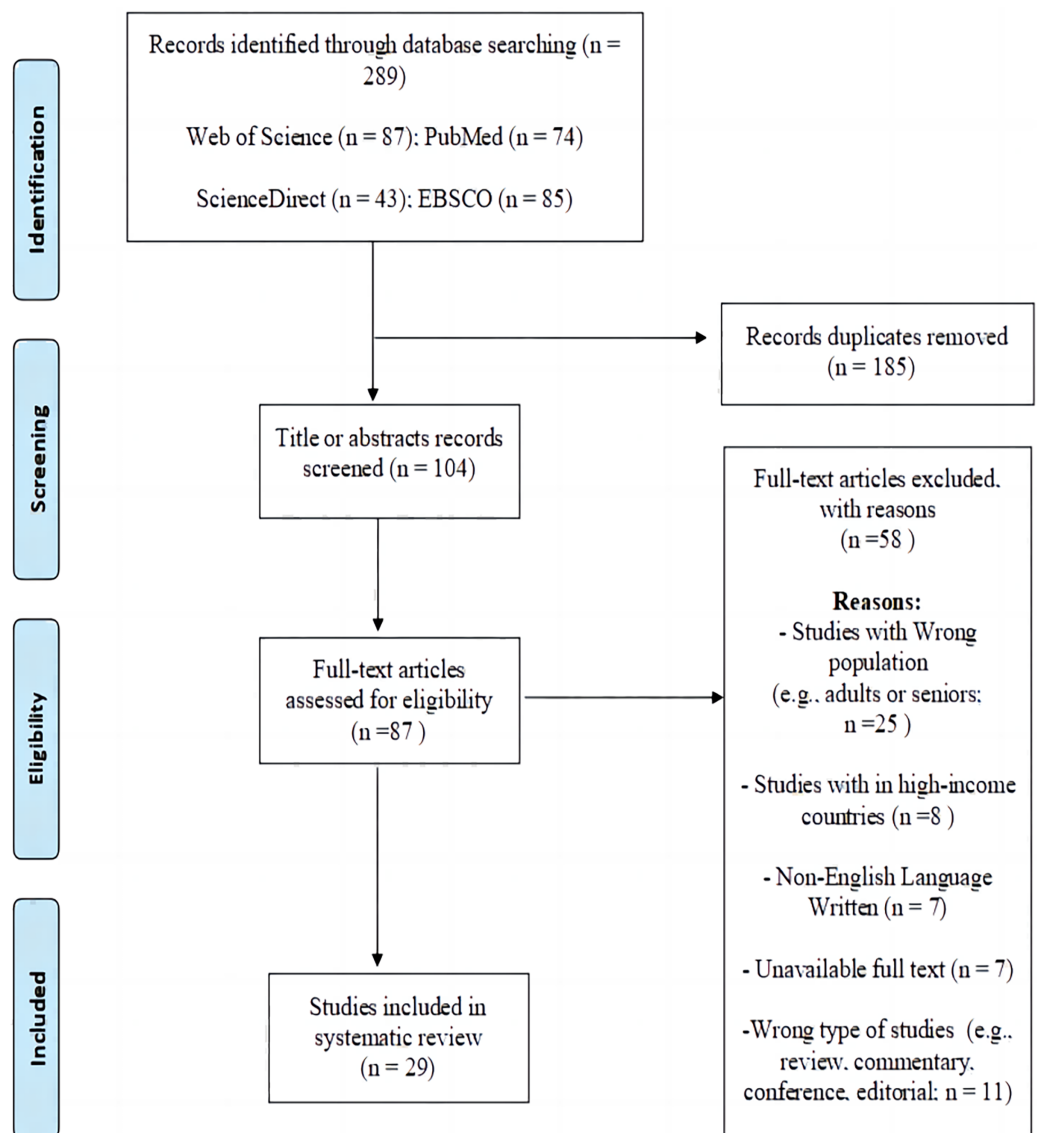 Identification
Records identified through database searching (n =
289)
Web of Science (n = 87); PubMed (n = 74)
ScienceDirect (n = 43); EBSCO (n = 85)
Records duplicates removed
(n = 185)
Screening
Title or abstracts records
screened (n = 104)
Full-text articles excluded,
with reasons
(n =58 )
Reasons:
- Studies with Wrong
population
(e.g., adults or seniors;
n =25 )
- Studies with in high-income
countries (n =8 )
- Non-English Language
Written (n = 7)
- Unavailable full text (n = 7)
-Wrong type of studies (e.g.,
review, commentary,
conference, editorial; n = 11)
Eligibility
Full-text articles
assessed for eligibility
(n =87 )
Included
Studies included in
systematic review
(n = 29)